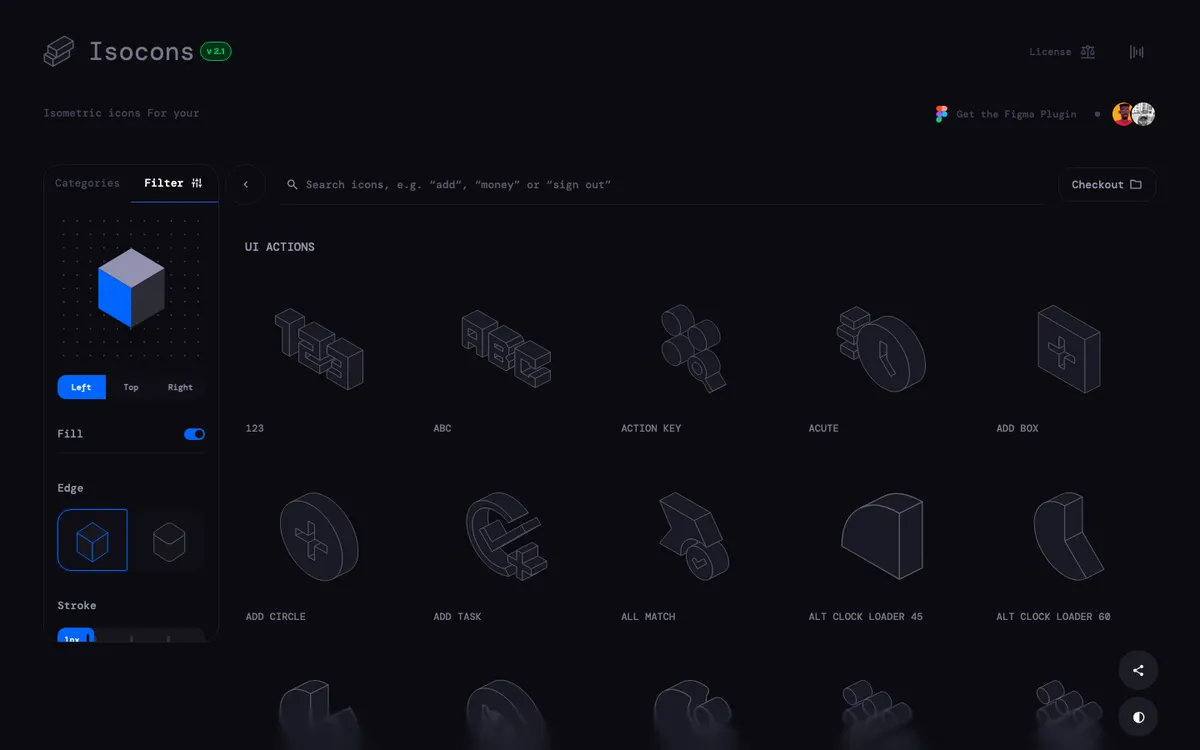 Isocons v 2.1
License
Isometric icons For your
Get the Figma Plugin
Categories Filter
Search icons, e.g. “add”, “money” or “sign out”
Checkout
UI ACTIONS
Left Top Right
Fill
Edge
Stroke
1px
123 ABC ACTION KEY ACUTE ADD BOX
ADD CIRCLE ADD TASK ALL MATCH ALT CLOCK LOADER 45 ALT CLOCK LOADER 60